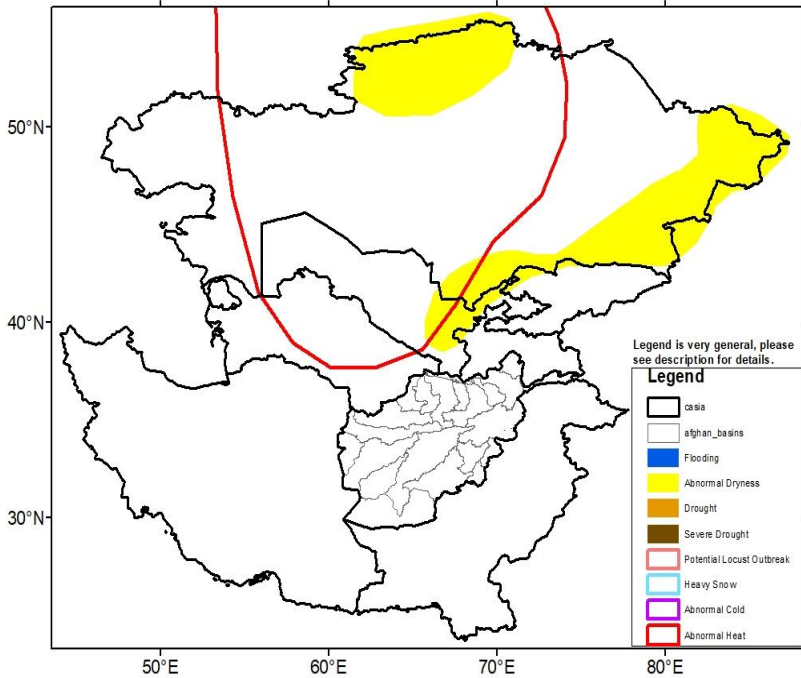 50°N
40°N
30°N
50°E
60°E
70°E
80°E
Legend is very general, please
see description for details.
Legend
casia
afghan_basins
Flooding
Abnormal Dryness
Drought
Severe Drought
Potential Locust Outbreak
Heavy Snow
Abnormal Cold
Abnormal Heat